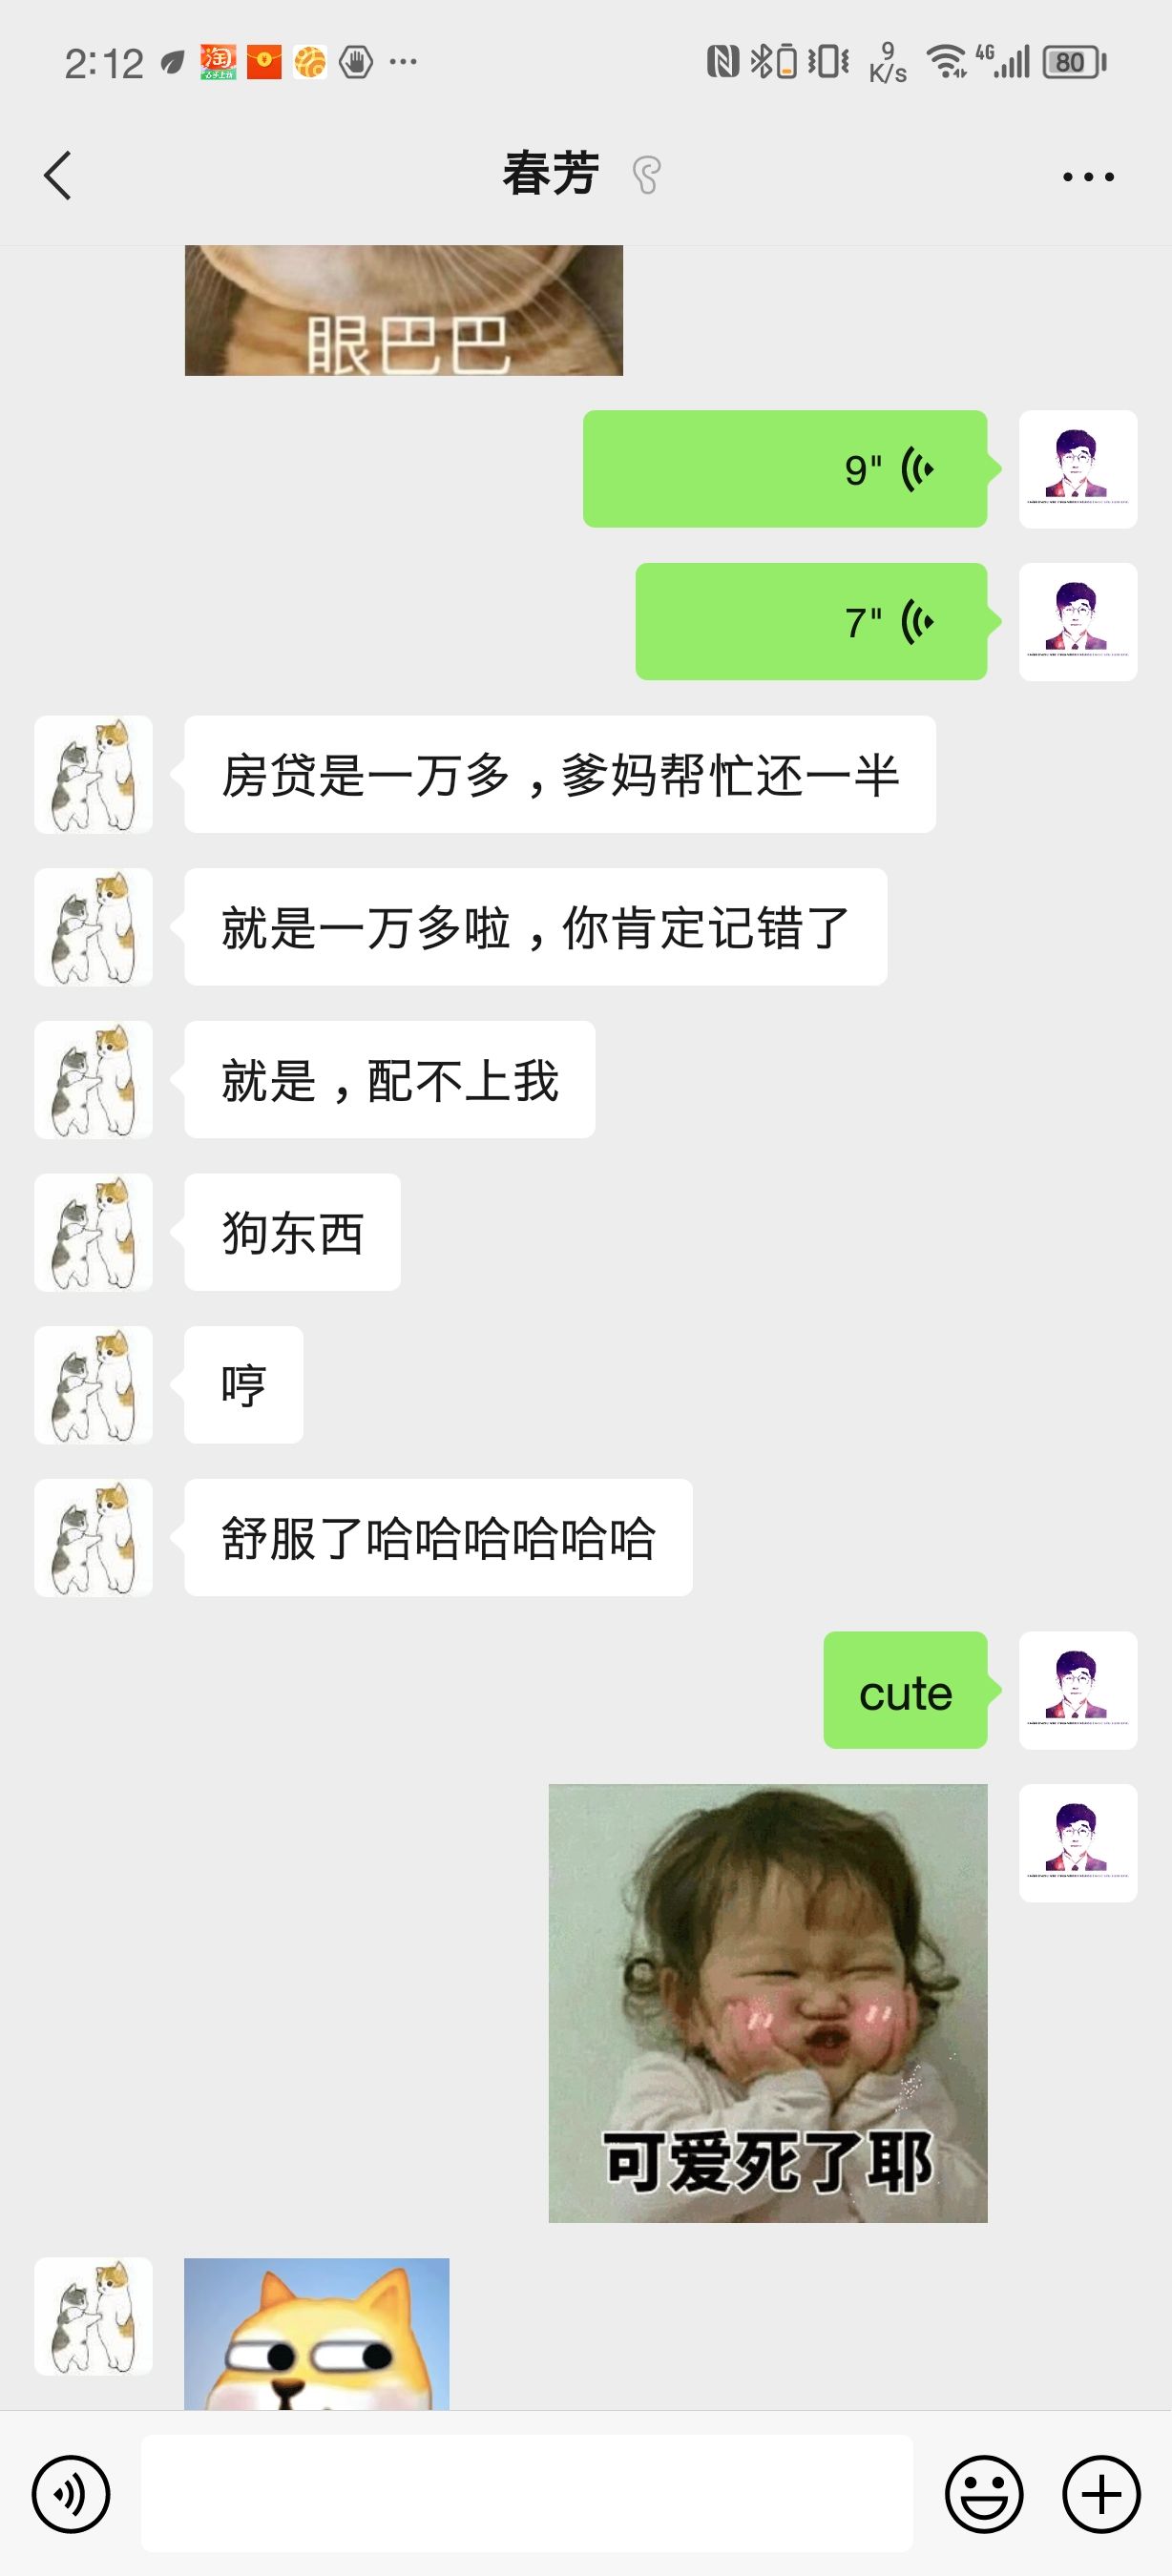 2:12
淘
9
K/s
4G
80
春芳
眼巴巴
9"
7"
房贷是一万多，爹妈帮忙还一半
就是一万多啦，你肯定记错了
就是，配不上我
狗东西
哼
舒服了哈哈哈哈哈哈
cute
可爱死了耶